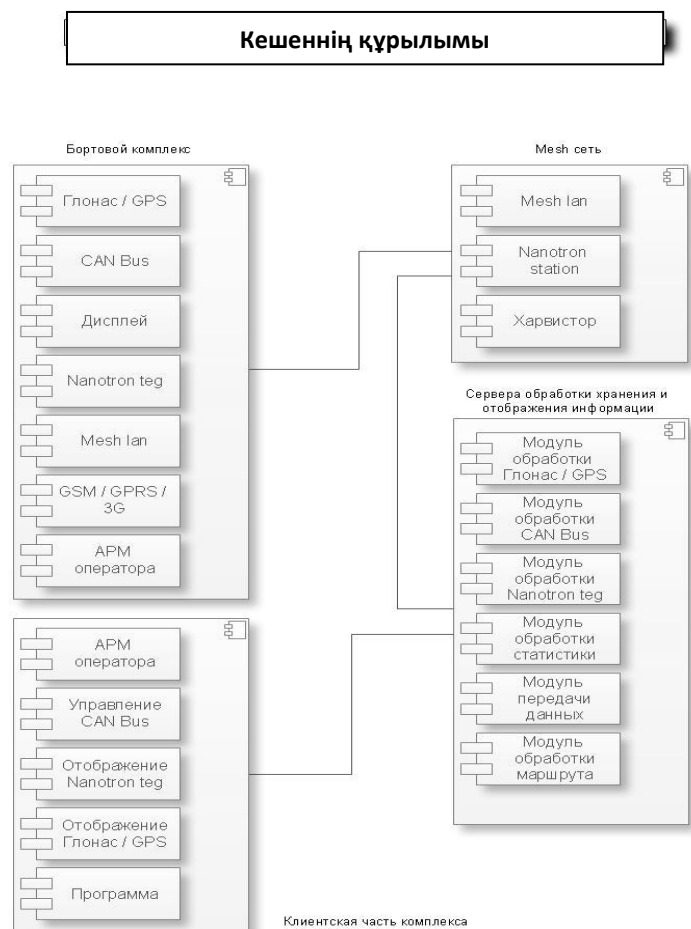 Кешеннің құрылымы
Бортовой комплекс
Глонас / GPS
CAN Bus
Дисплей
Nanotron teg
Mesh lan
GSM / GPRS /
3G
АРМ
оператора
Mesh сеть
Mesh lan
Nanotron
station
Харвистор
Сервера обработки хранения и
отображения информации
Модуль
обработки
Глонас / GPS
Модуль
обработки
CAN Bus
Модуль
обработки
Nanotron teg
Модуль
обработки
статистики
Модуль
передачи
данных
Модуль
обработки
маршрута
АРМ
оператора
Управление
CAN Bus
Отображение
Nanotron teg
Отображение
Глонас / GPS
Программа
Клиентская часть комплекса